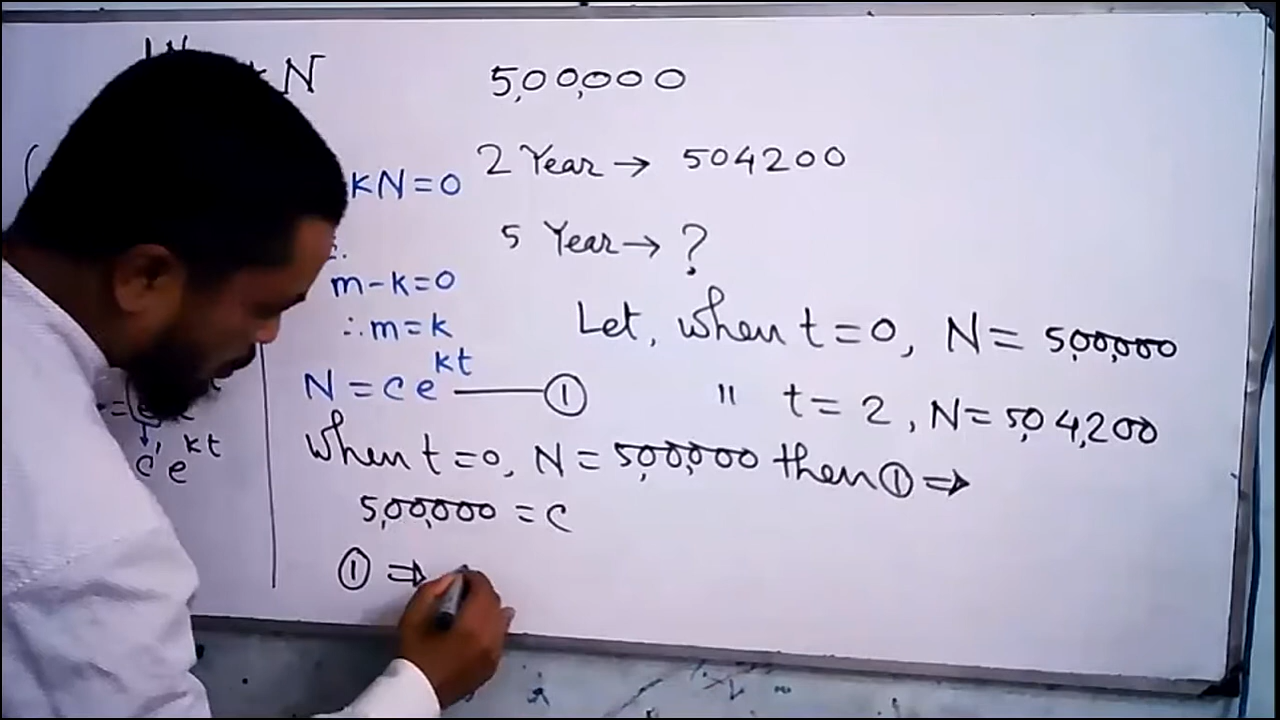 N
5,00,000
2 Year → 504200
kN=0
5 Year → ?
m-k=0
∴m=k
Let, when t=0, N= 5,00,000
N=ce^kt ——— ①
" t=2, N=5,04,200
When t=0, N=5,00,000 then ① ⇒
ce^kt
5,00,000 = c
① ⇒